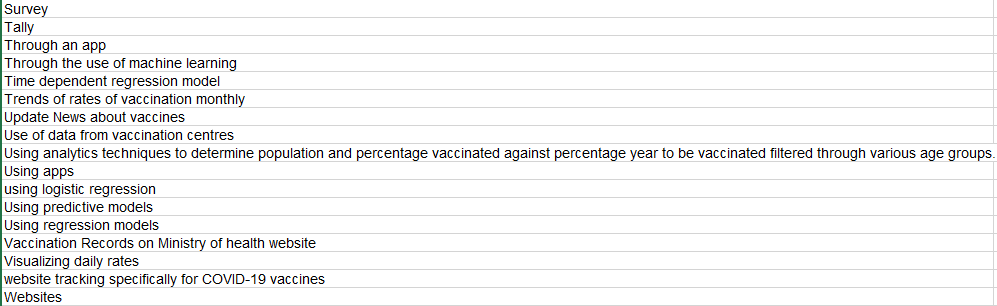 Survey
Tally
Through an app
Through the use of machine learning
Time dependent regression model
Trends of rates of vaccination monthly
Update News about vaccines
Use of data from vaccination centres
Using analytics techniques to determine population and percentage vaccinated against percentage year to be vaccinated filtered through various age groups.
Using apps
using logistic regression
Using predictive models
Using regression models
Vaccination Records on Ministry of health website
Visualizing daily rates
website tracking specifically for COVID-19 vaccines
Websites